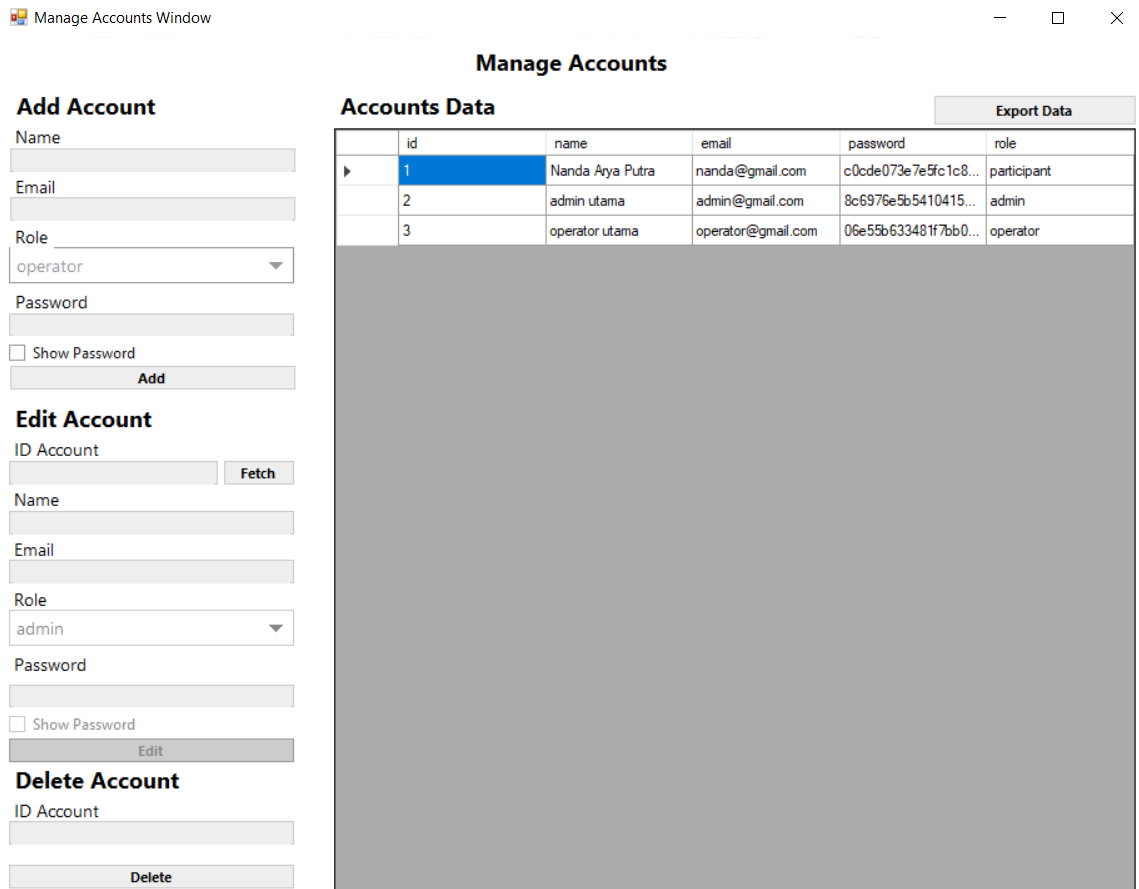 Manage Accounts Window
Manage Accounts
Add Account
Name
Email
Role
operator
Password
Show Password
Add
Edit Account
ID Account
Fetch
Name
Email
Role
admin
Password
Show Password
Edit
Delete Account
ID Account
Delete
Accounts Data
Export Data
id name email password role
1 Nanda Arya Putra nanda@gmail.com c0cde073e7e5fc1c8... participant
2 admin utama admin@gmail.com 8c6976e5b5410415... admin
3 operator utama operator@gmail.com 06e55b633481f7bb0... operator